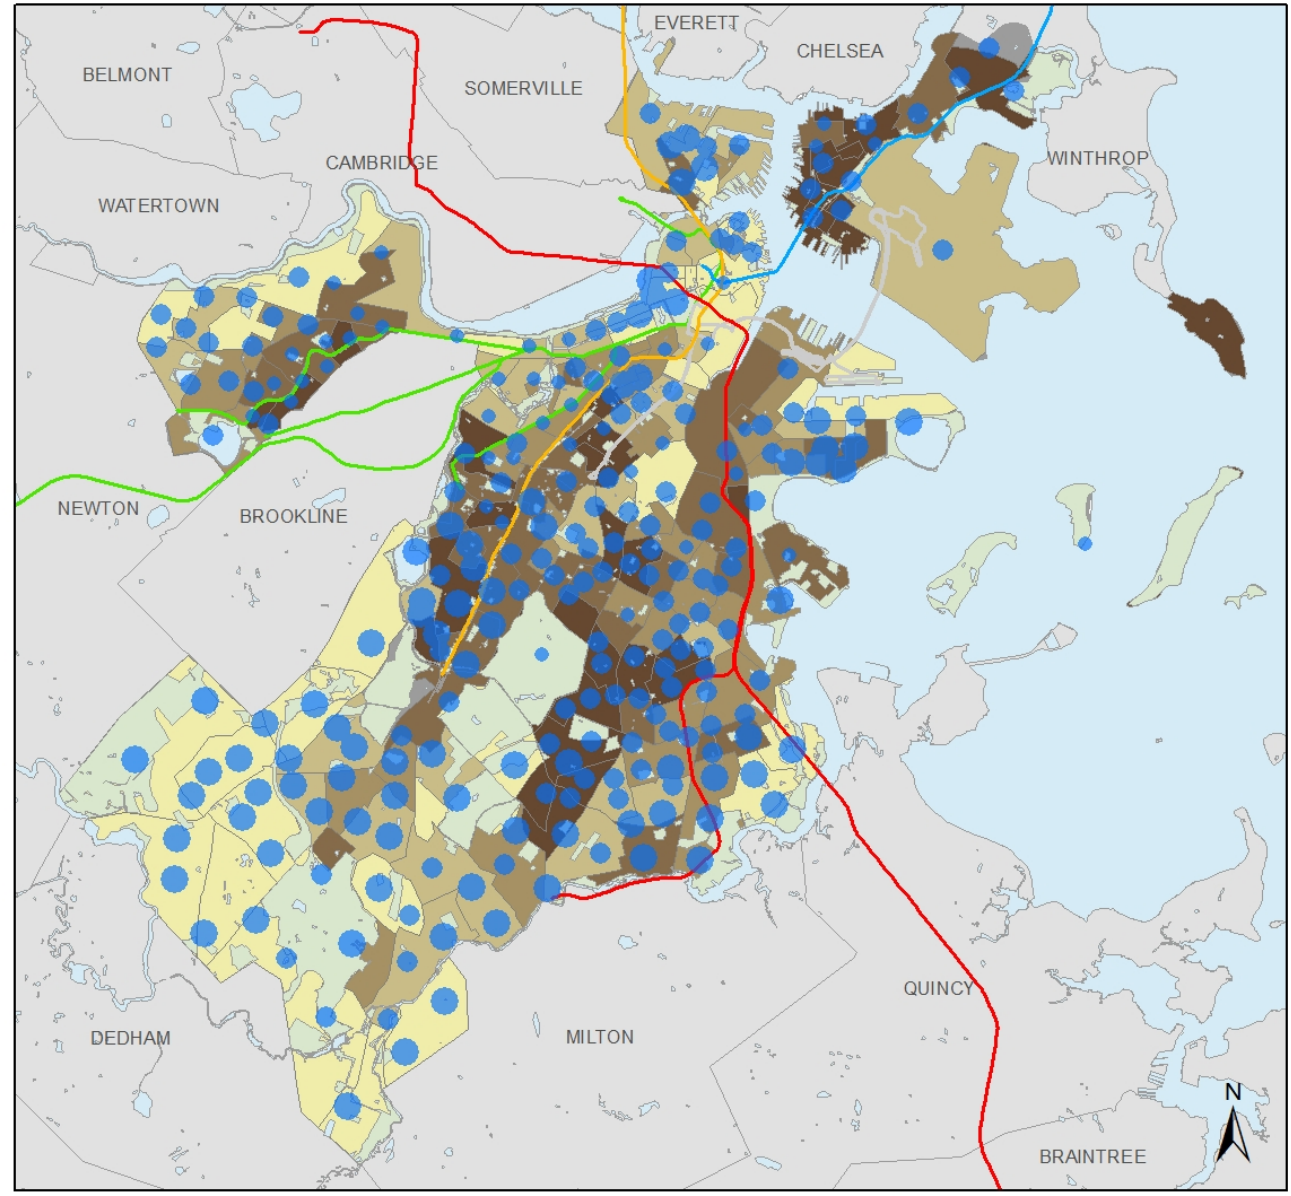 EVERETT
CHELSEA
BELMONT
SOMERVILLE
WINTHROP
CAMBRIDGE
WATERTOWN
NEWTON
BROOKLINE
QUINCY
DEDHAM
MILTON
N
BRAINTREE